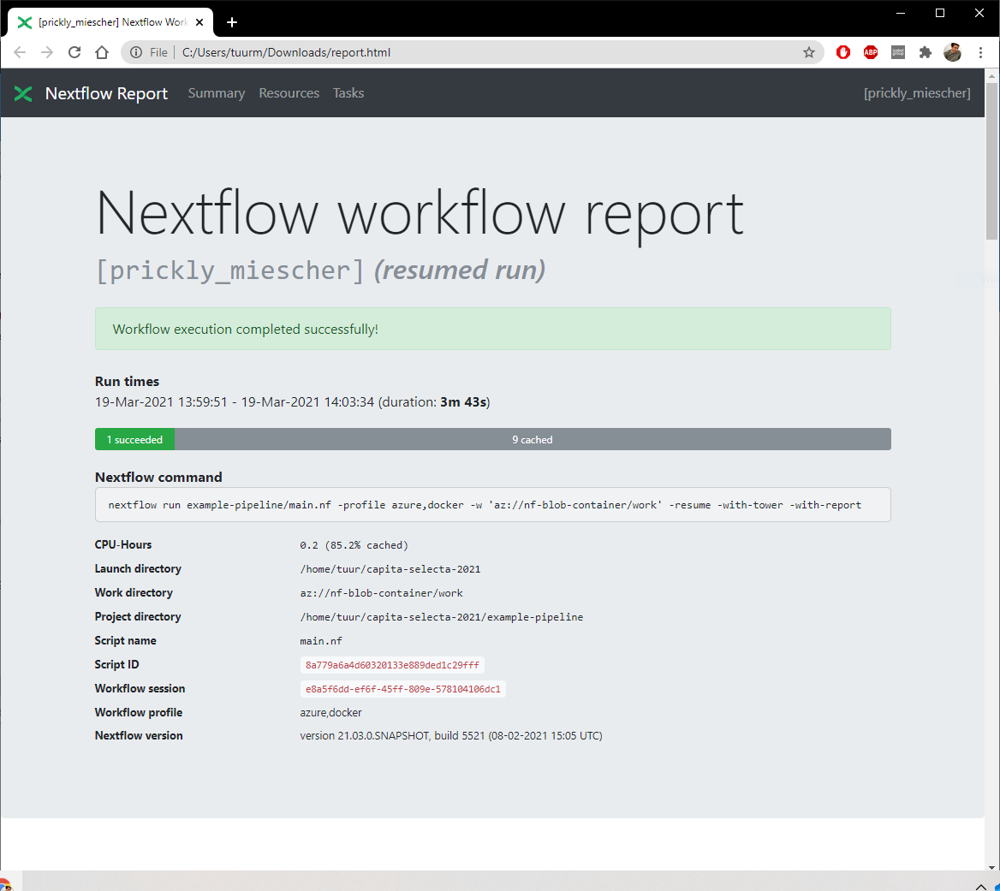 [prickly_miescher] Nextflow Work
File | C:/Users/tuurm/Downloads/report.html
ABP
Nextflow Report Summary Resources Tasks [prickly_miescher]
Nextflow workflow report
[prickly_miescher] (resumed run)
Workflow execution completed successfully!
Run times
19-Mar-2021 13:59:51 - 19-Mar-2021 14:03:34 (duration: 3m 43s)
1 succeeded 9 cached
Nextflow command
nextflow run example-pipeline/main.nf -profile azure,docker -w 'az://nf-blob-container/work' -resume -with-tower -with-report
CPU-Hours 0.2 (85.2% cached)
Launch directory /home/tuur/capita-selecta-2021
Work directory az://nf-blob-container/work
Project directory /home/tuur/capita-selecta-2021/example-pipeline
Script name main.nf
Script ID 8a779a6a4d60320133e889ded1c29fff
Workflow session e8a5f6dd-ef6f-45ff-809e-578104106dc1
Workflow profile azure,docker
Nextflow version version 21.03.0.SNAPSHOT, build 5521 (08-02-2021 15:05 UTC)